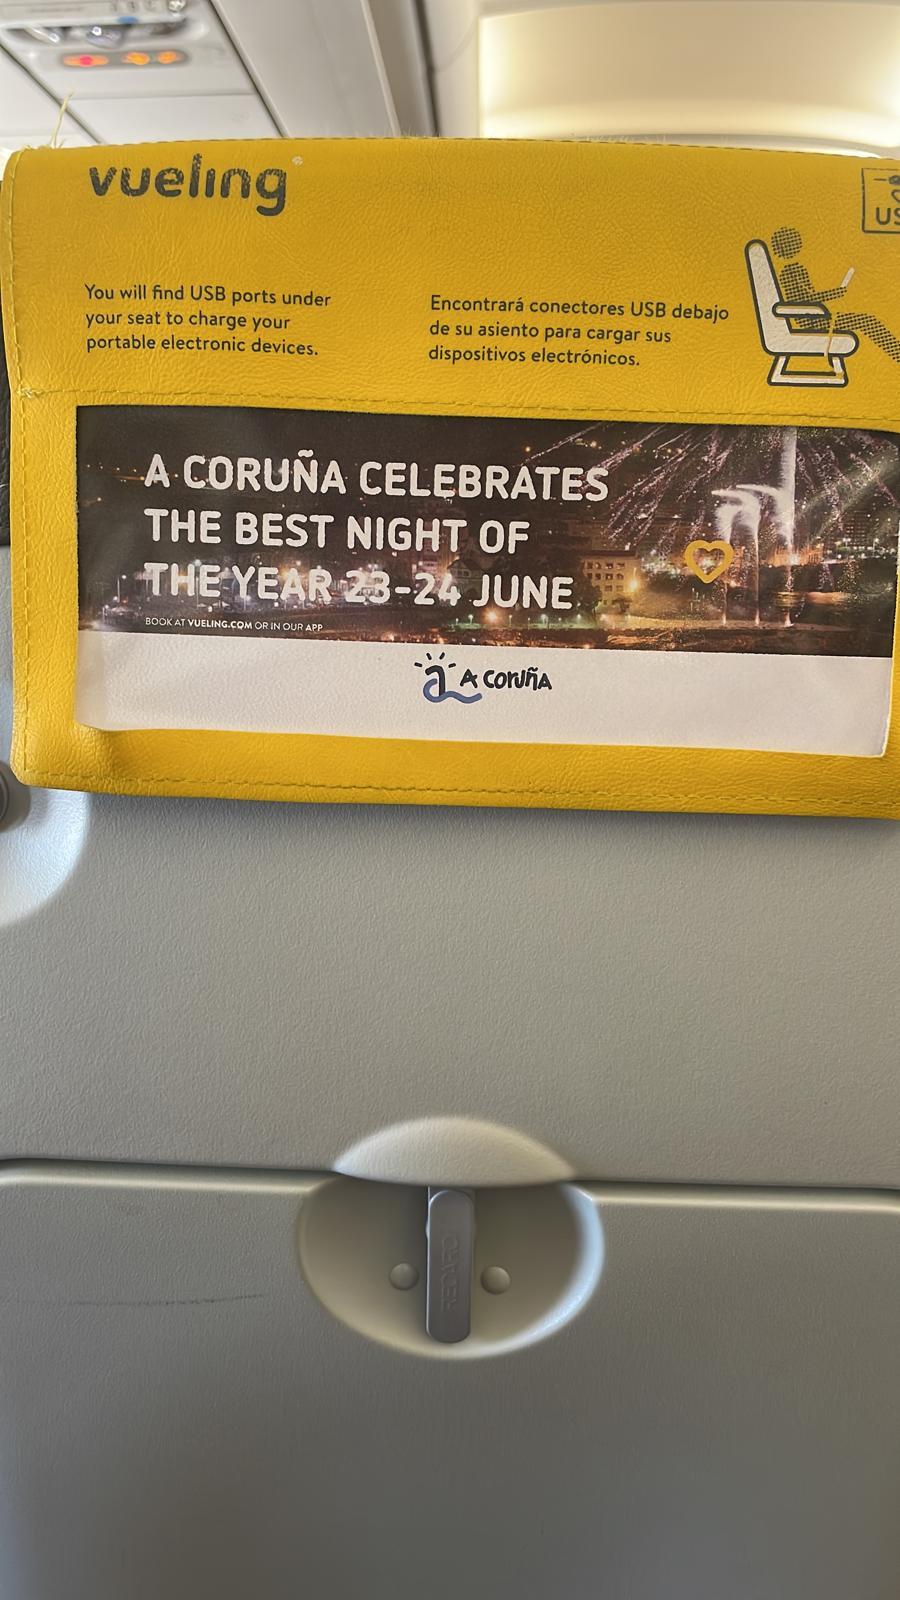 vueling
You will find USB ports under
your seat to charge your
portable electronic devices.
Encontrará conectores USB debajo
de su asiento para cargar sus
dispositivos electrónicos.
A CORUÑA CELEBRATES
THE BEST NIGHT OF
THE YEAR 23-24 JUNE
BOOK AT VUELING.COM OR IN OUR APP
A CORUÑA
RECARO